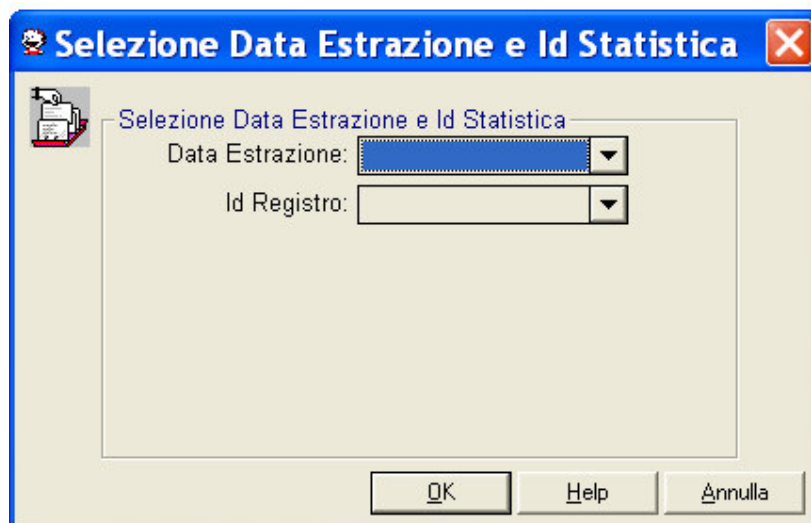 Selezione Data Estrazione e Id Statistica
Selezione Data Estrazione e Id Statistica
Data Estrazione:
Id Registro:
OK Help Annulla